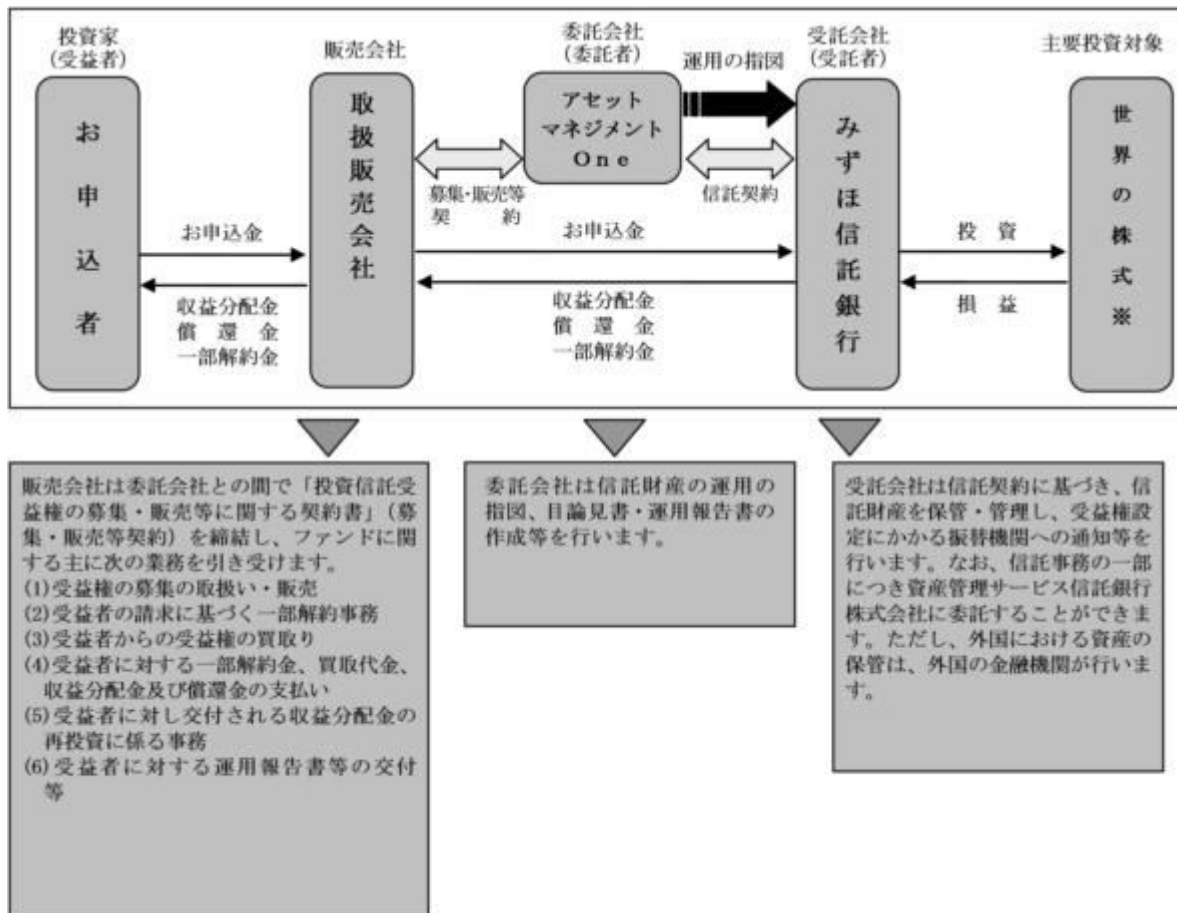 投資家
(受益者)
販売会社
委託会社
(委託者)
運用の指図
受託会社
(受託者)
主要投資対象
お申込者
取扱販売会社
アセット
マネジメント
One
みずほ信託銀行
世界の株式※
募集・販売等
契　約
信託契約
お申込金
お申込金
投　資
収益分配金
償　還　金
一部解約金
収益分配金
償　還　金
一部解約金
損　益
販売会社は委託会社との間で「投資信託受
益権の募集・販売等に関する契約書」(募
集・販売等契約)を締結し、ファンドに関
する主に次の業務を引き受けます。
(1)受益権の募集の取扱い・販売
(2)受益者の請求に基づく一部解約事務
(3)受益者からの受益権の買取り
(4)受益者に対する一部解約金、買取代金、
収益分配金及び償還金の支払い
(5)受益者に対し交付される収益分配金の
再投資に係る事務
(6)受益者に対する運用報告書等の交付
等
委託会社は信託財産の運用の
指図、目論見書・運用報告書の
作成等を行います。
受託会社は信託契約に基づき、信
託財産を保管・管理し、受益権設
定にかかる振替機関への通知等を
行います。なお、信託事務の一部
につき資産管理サービス信託銀行
株式会社に委託することができま
す。ただし、外国における資産の
保管は、外国の金融機関が行いま
す。